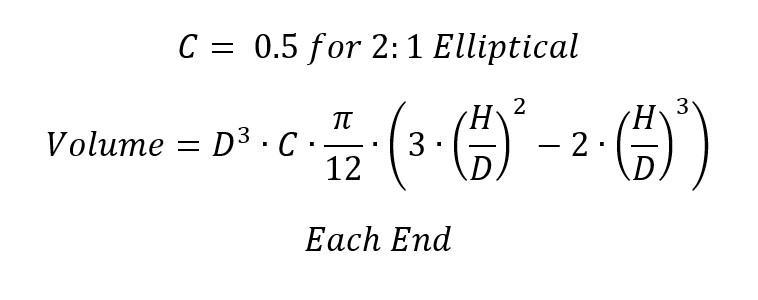 C = 0.5 for 2: 1 Elliptical
Volume = D³ · C · π/12 · (3 · (H/D)² − 2 · (H/D)³)
Each End